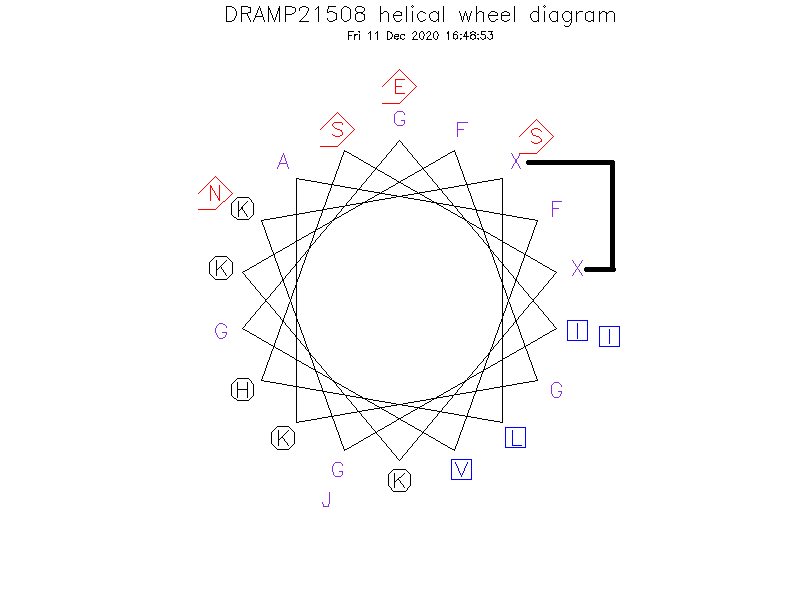 DRAMP21508 helical wheel diagram
Fri 11 Dec 2020 16:48:53
E
G
S F S
A X
N K F
K X
G I I
H G
K L
G K V
J